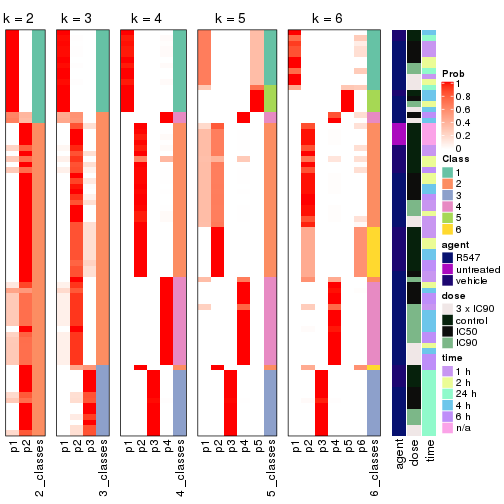 k = 2
k = 3
k = 4
k = 5
k = 6
p1
p2
2_classes
p1
p2
p3
3_classes
p1
p2
p3
p4
4_classes
p1
p2
p3
p4
p5
5_classes
p1
p2
p3
p4
p5
p6
6_classes
agent
dose
time
Prob
1
0.8
0.6
0.4
0.2
0
Class
1
2
3
4
5
6
agent
R547
untreated
vehicle
dose
3 x IC90
control
IC50
IC90
time
1 h
2 h
24 h
4 h
6 h
n/a